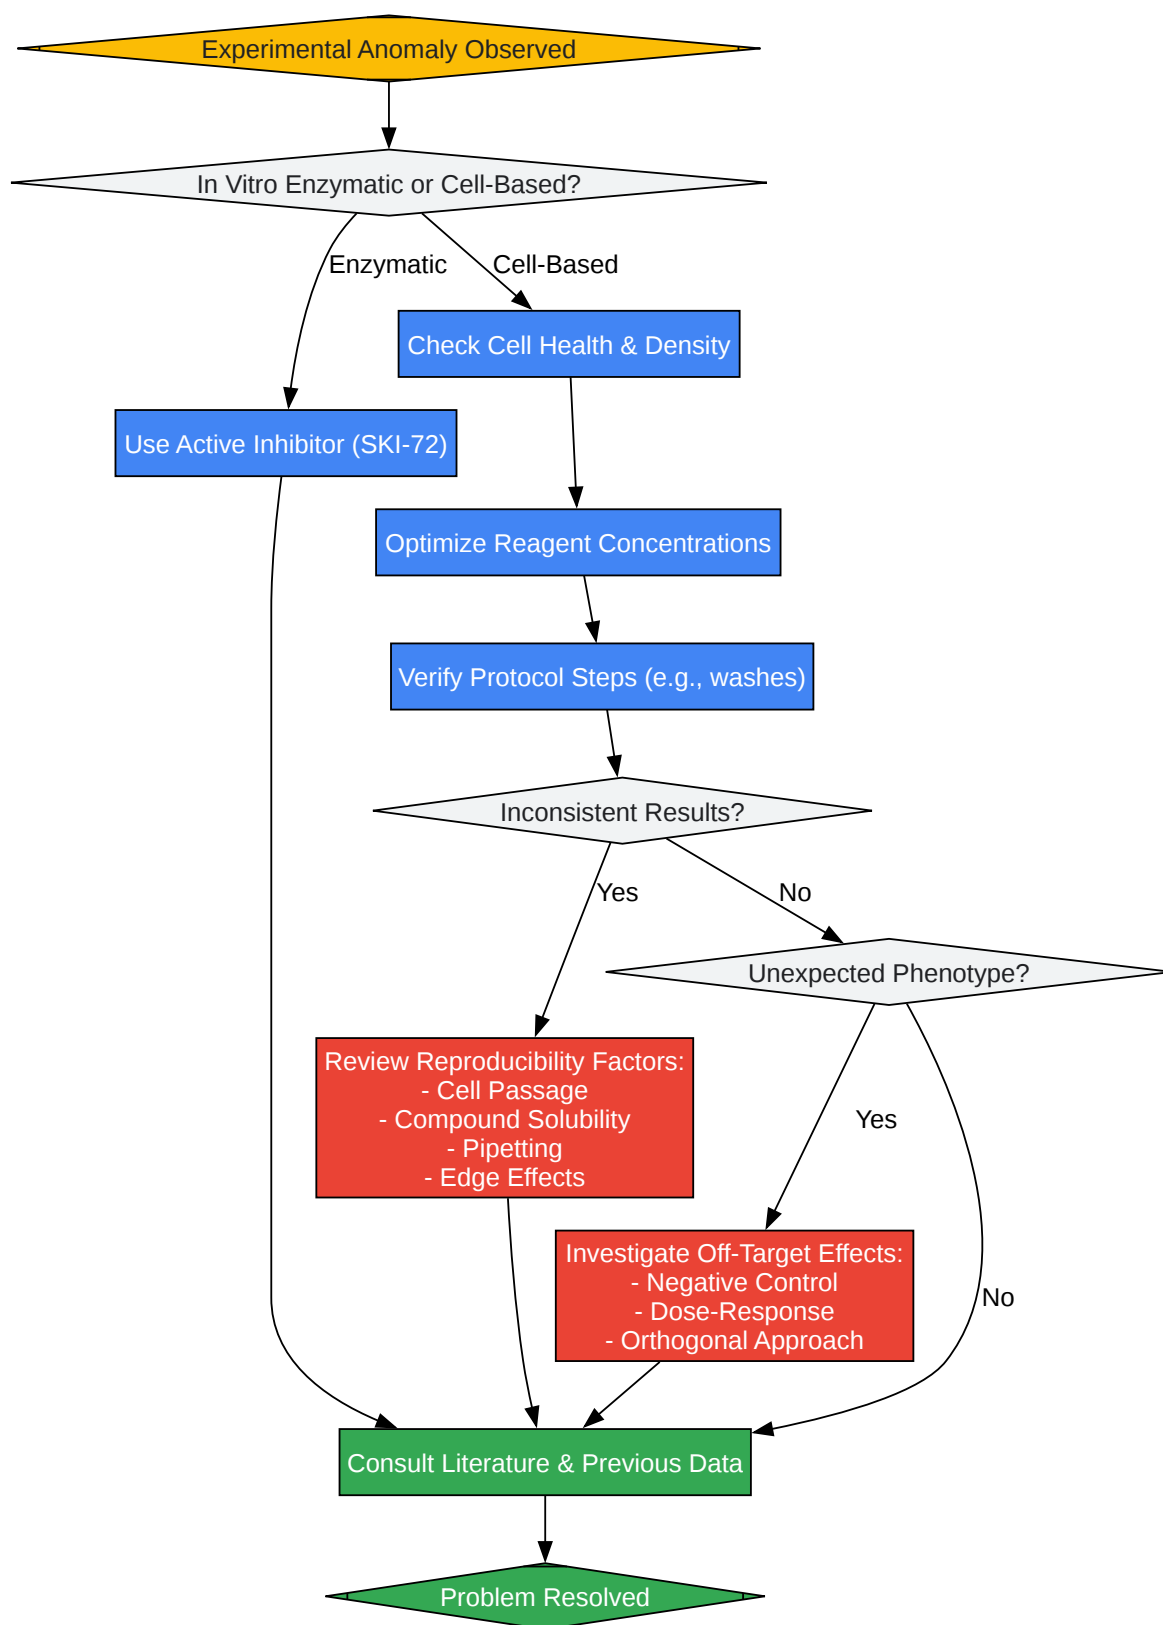 Experimental Anomaly Observed
In Vitro Enzymatic or Cell-Based?
Enzymatic
Cell-Based
Check Cell Health & Density
Use Active Inhibitor (SKI-72)
Optimize Reagent Concentrations
Verify Protocol Steps (e.g., washes)
Inconsistent Results?
Yes
No
Unexpected Phenotype?
Review Reproducibility Factors:
- Cell Passage
- Compound Solubility
- Pipetting
- Edge Effects
Yes
Investigate Off-Target Effects:
- Negative Control
- Dose-Response
- Orthogonal Approach
No
Consult Literature & Previous Data
Problem Resolved